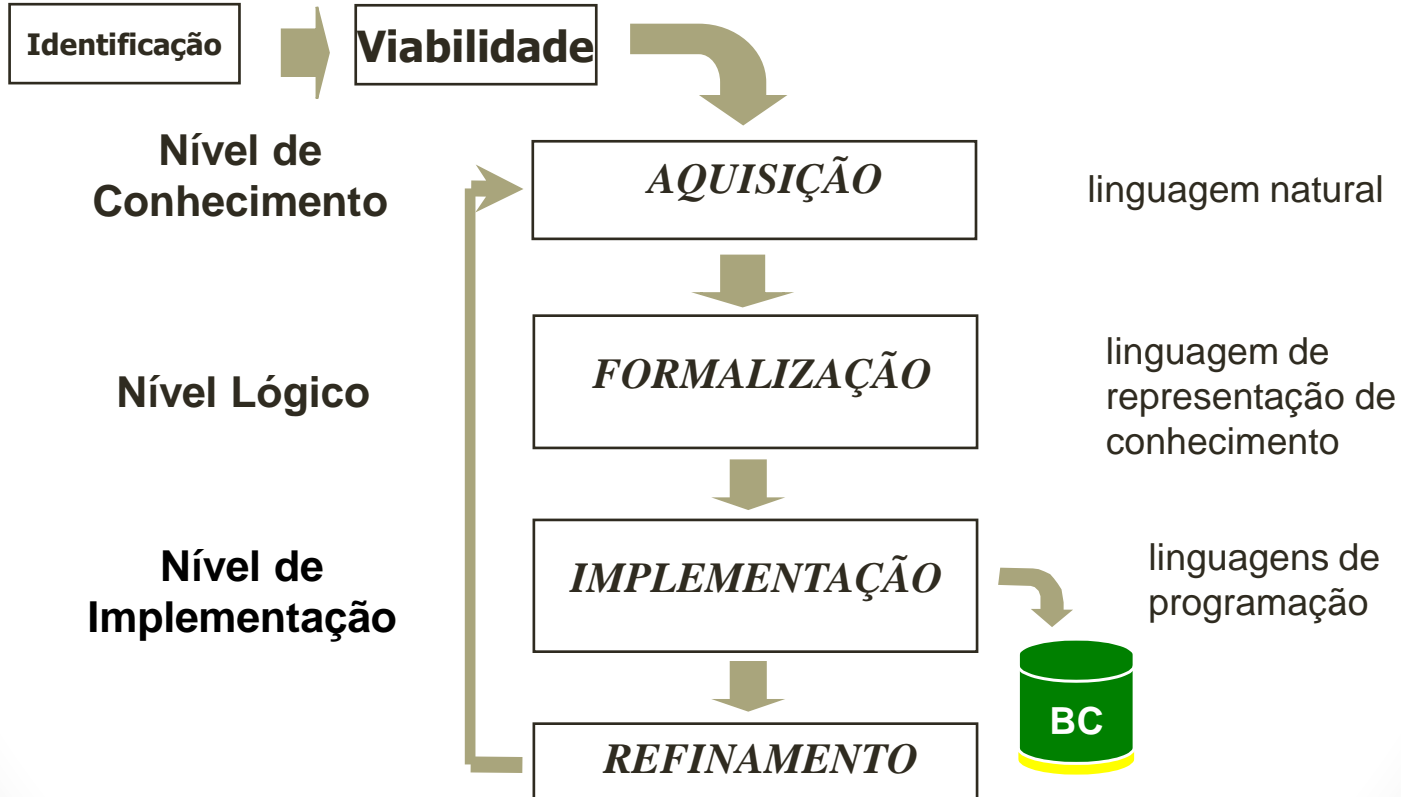 Identificação
Viabilidade
Nível de
Conhecimento
AQUISIÇÃO
linguagem natural
Nível Lógico
FORMALIZAÇÃO
linguagem de
representação de
conhecimento
Nível de
Implementação
IMPLEMENTAÇÃO
linguagens de
programação
BC
REFINAMENTO